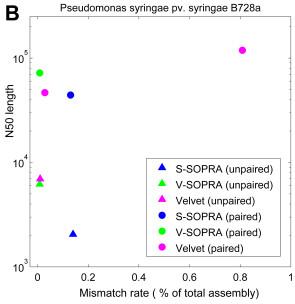 B
Pseudomonas syringae pv. syringae B728a
N50 length
10^5
10^4
10^3
S-SOPRA (unpaired)
V-SOPRA (unpaired)
Velvet (unpaired)
S-SOPRA (paired)
V-SOPRA (paired)
Velvet (paired)
0 0.2 0.4 0.6 0.8 1
Mismatch rate ( % of total assembly)